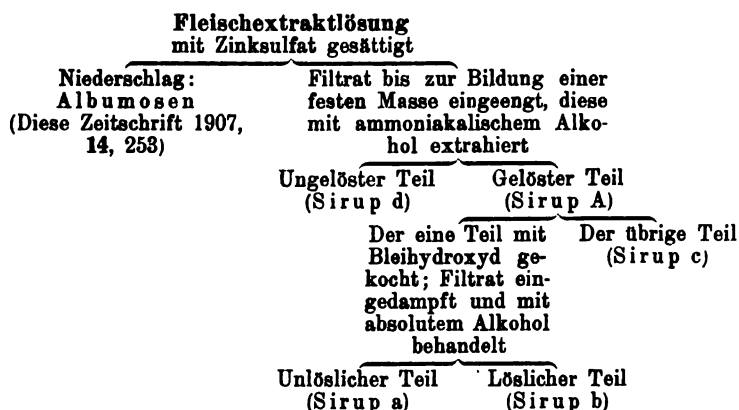 Fleischextraktlösung
mit Zinksulfat gesättigt
Niederschlag:
Albumosen
(Diese Zeitschrift 1907,
14, 253)
Filtrat bis zur Bildung einer
festen Masse eingeengt, diese
mit ammoniakalischem Alko-
hol extrahiert
Ungelöster Teil
(Sirup d)
Gelöster Teil
(Sirup A)
Der eine Teil mit
Bleihydroxyd ge-
kocht; Filtrat ein-
gedampft und mit
absolutem Alkohol
behandelt
Der übrige Teil
(Sirup c)
Unlöslicher Teil
(Sirup a)
Löslicher Teil
(Sirup b)